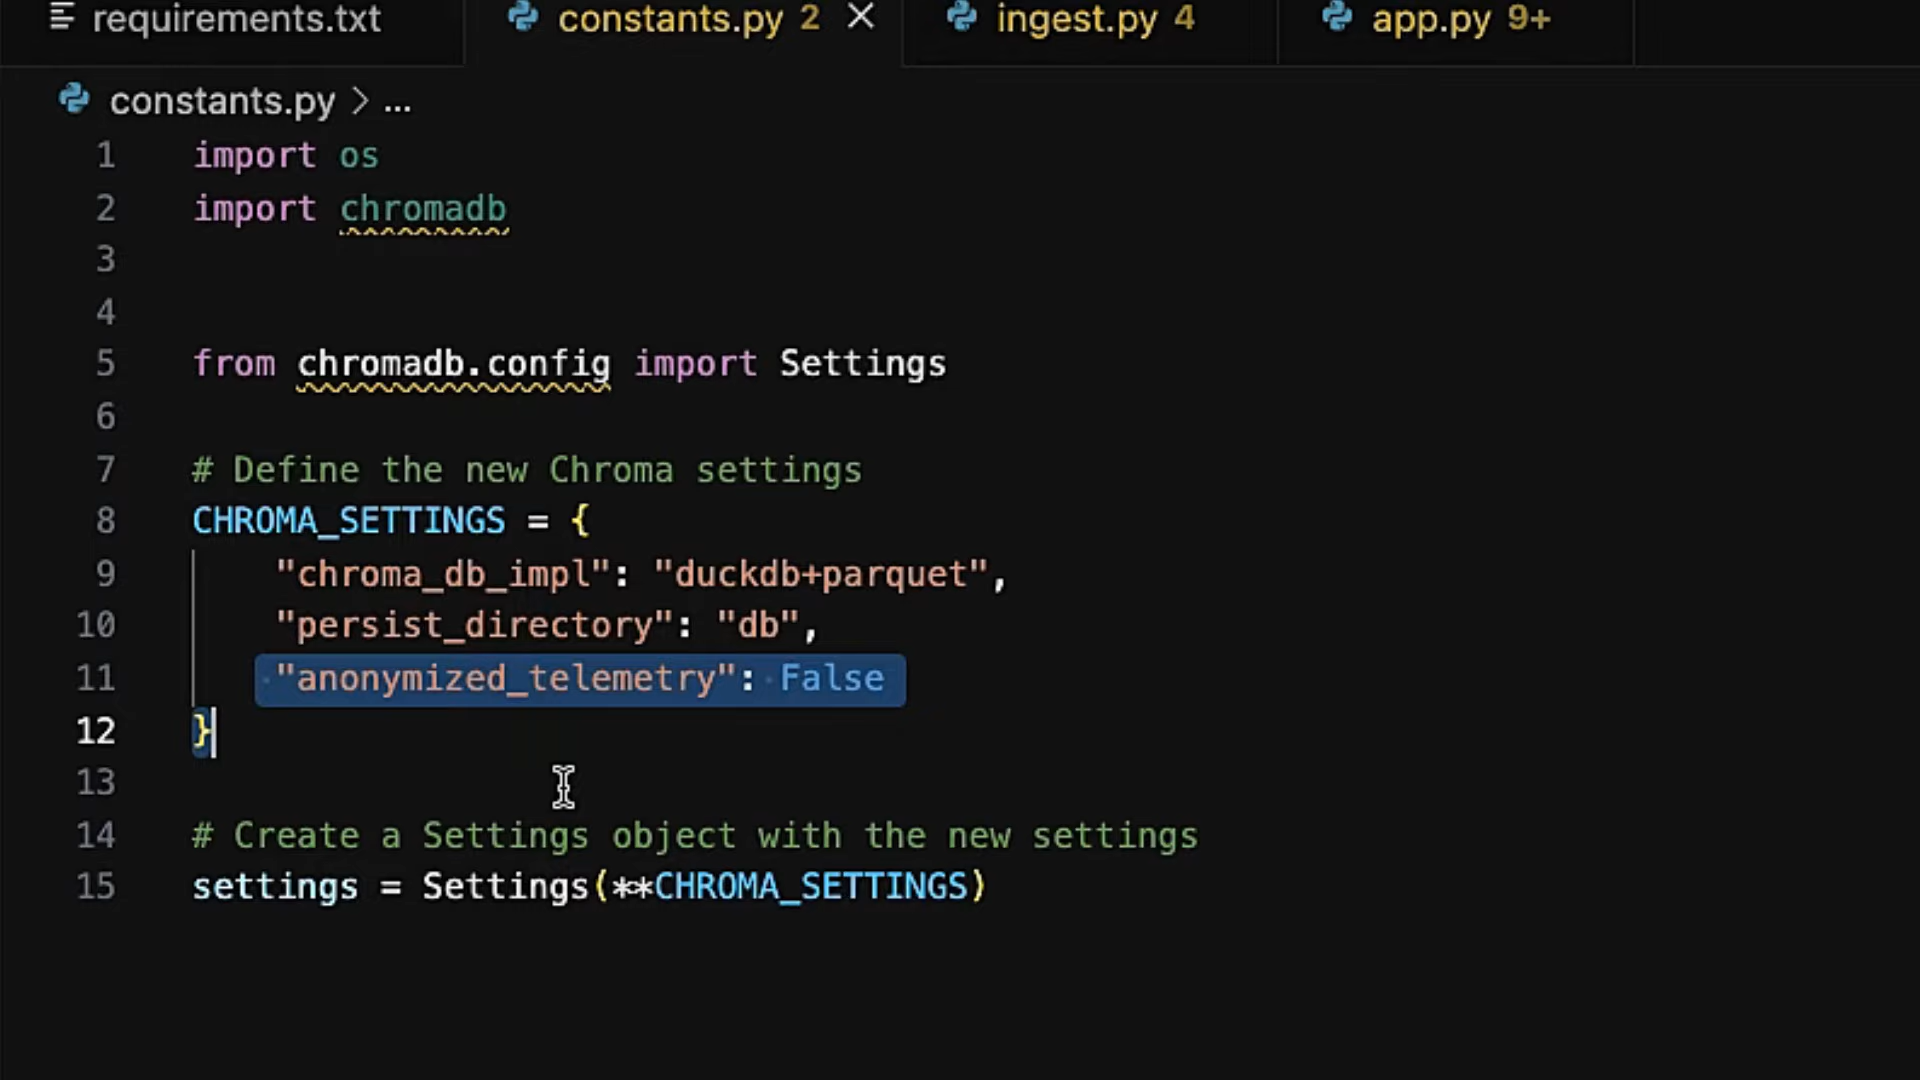 requirements.txt constants.py 2 ingest.py 4 app.py 9+
constants.py > ...
1 import os
2 import chromadb
3
4
5 from chromadb.config import Settings
6
7 # Define the new Chroma settings
8 CHROMA_SETTINGS = {
9 "chroma_db_impl": "duckdb+parquet",
10 "persist_directory": "db",
11 "anonymized_telemetry": False
12 }
13
14 # Create a Settings object with the new settings
15 settings = Settings(**CHROMA_SETTINGS)